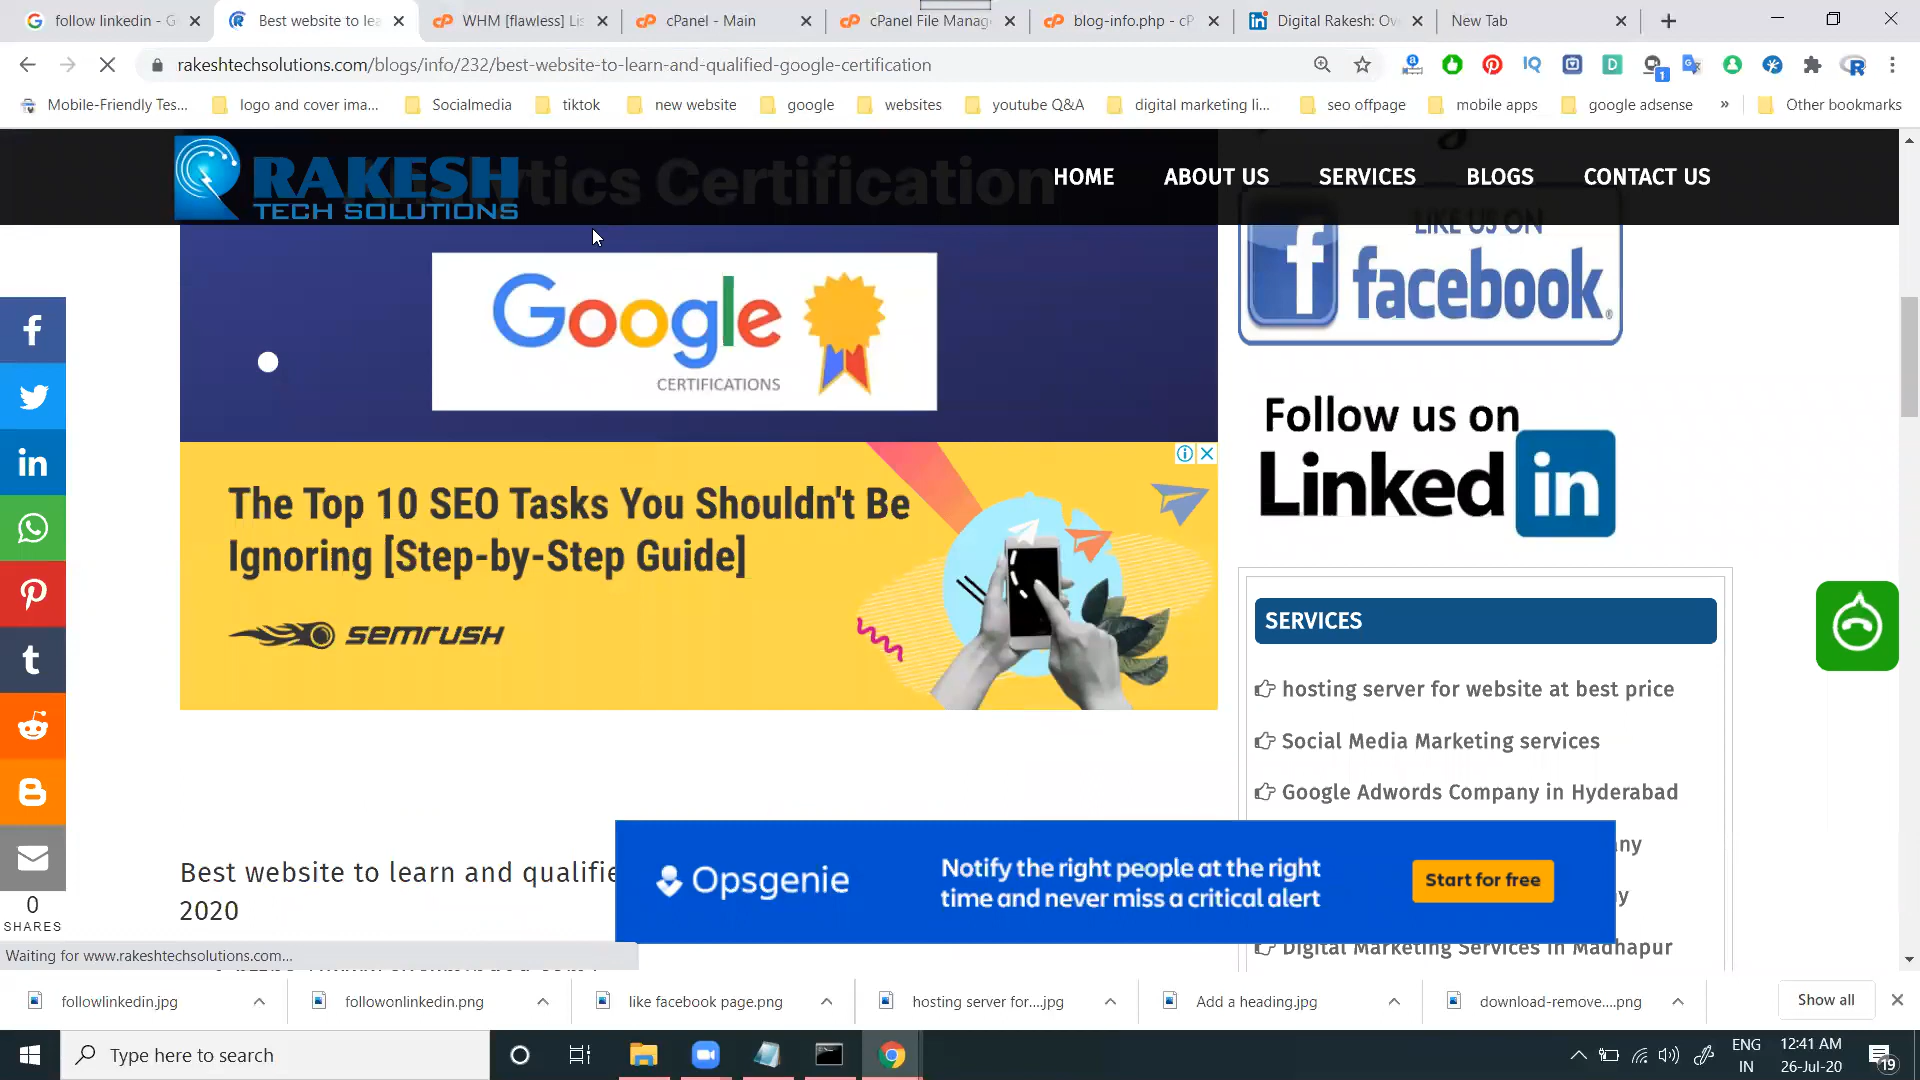 follow linkedin - G
Best website to lea
WHM [flawless] Lis
cPanel - Main
cPanel File Manag
blog-info.php - cP
Digital Rakesh: Ov
New Tab
rakeshtechsolutions.com/blogs/info/232/best-website-to-learn-and-qualified-google-certification
Mobile-Friendly Tes...
logo and cover ima...
Socialmedia
tiktok
new website
google
websites
youtube Q&A
digital marketing li...
seo offpage
mobile apps
google adsense
Other bookmarks
RAKESH
TECH SOLUTIONS
tics Certification
HOME
ABOUT US
SERVICES
BLOGS
CONTACT US
Google
CERTIFICATIONS
LIKE US ON
facebook.
Follow us on
Linked in
The Top 10 SEO Tasks You Shouldn't Be
Ignoring [Step-by-Step Guide]
SEMRUSH
SERVICES
hosting server for website at best price
Social Media Marketing services
Google Adwords Company in Hyderabad
ny
y
Digital Marketing Services in Madhapur
Best website to learn and qualifie
2020
Opsgenie
Notify the right people at the right
time and never miss a critical alert
Start for free
0
SHARES
Waiting for www.rakeshtechsolutions.com...
followlinkedin.jpg
followonlinkedin.png
like facebook page.png
hosting server for....jpg
Add a heading.jpg
download-remove....png
Show all
Type here to search
ENG
IN
12:41 AM
26-Jul-20
19